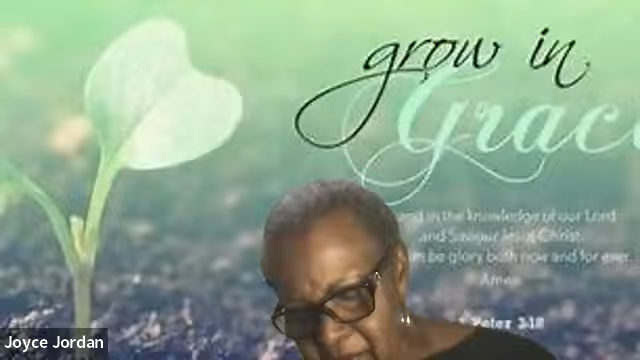 grow in
Grac
and in the knowledge of our Lord
and Saviour Jesus Christ.
be glory both now and for ever.
Amen.
Peter 3:18
Joyce Jordan